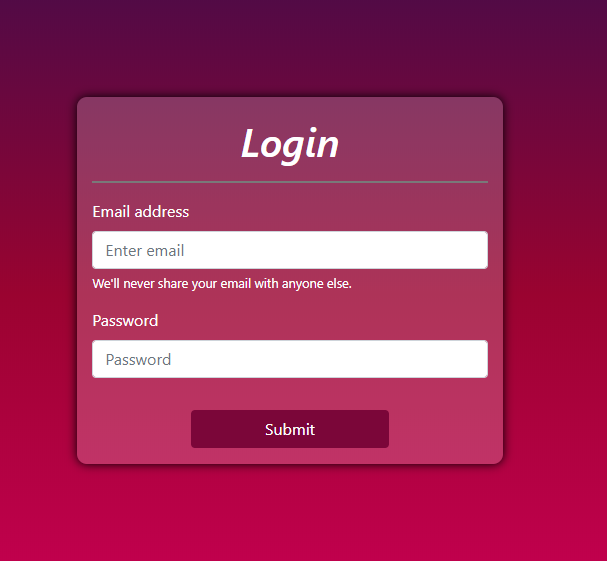 Login
Email address
Enter email
We'll never share your email with anyone else.
Password
Password
Submit